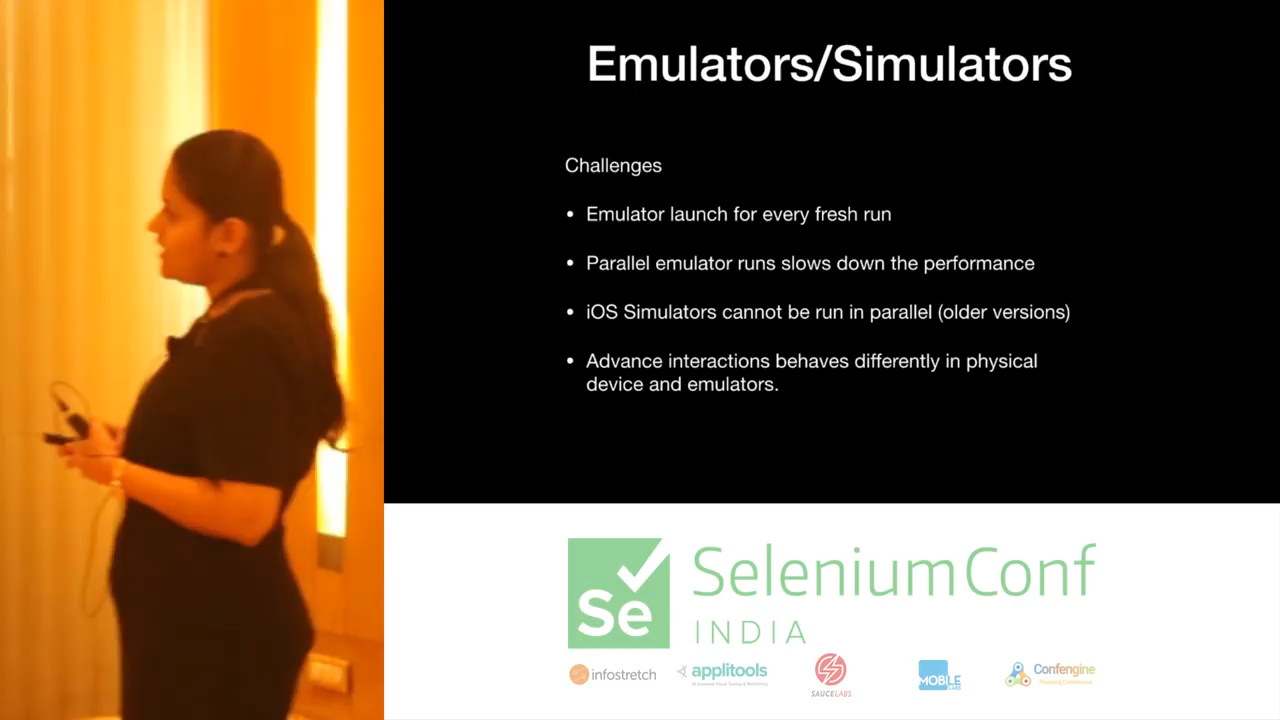 Emulators/Simulators
Challenges
• Emulator launch for every fresh run
• Parallel emulator runs slows down the performance
• iOS Simulators cannot be run in parallel (older versions)
• Advance interactions behaves differently in physical
device and emulators.
Se
SeleniumConf
INDIA
infostretch
applitools
SAUCELABS
MOBILE
LABS
Confengine